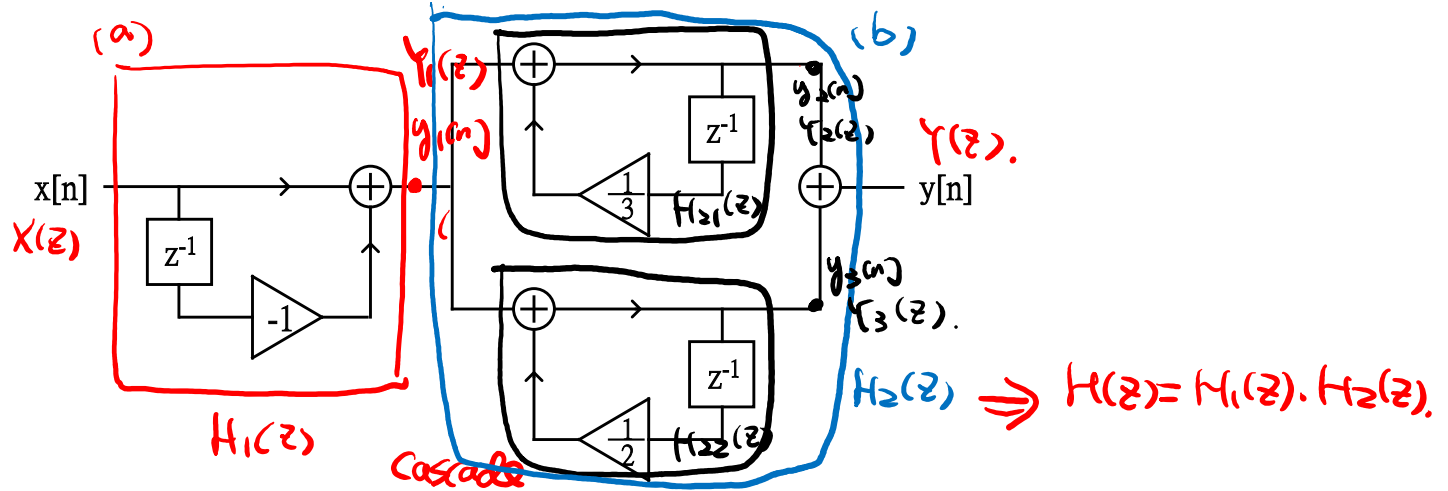 (a)
(b)
Y₁(z)
y₁[n]
y₂[n]
Y₂(z)
Y(z).
x[n]
X(z)
z⁻¹
-1
H₁(z)
z⁻¹
1/3
H₂₁(z)
y[n]
y₃[n]
Y₃(z).
z⁻¹
1/2
H₂₂(z)
H₂(z) ⇒ H(z)=H₁(z).H₂(z).
Cascade